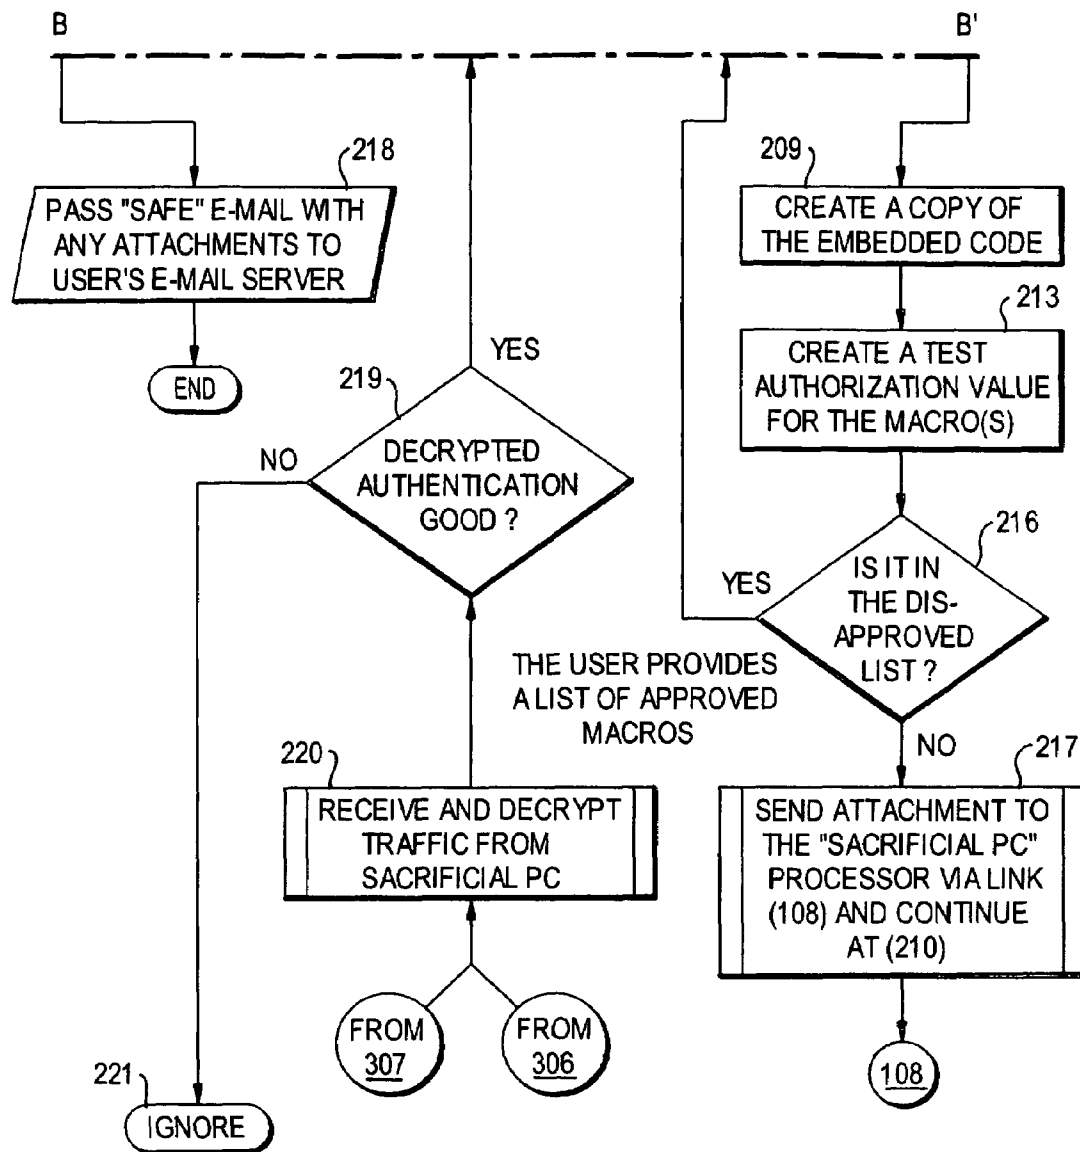 B
B'
218
PASS "SAFE" E-MAIL WITH
ANY ATTACHMENTS TO
USER'S E-MAIL SERVER
END
209
CREATE A COPY OF
THE EMBEDDED CODE
213
CREATE A TEST
AUTHORIZATION VALUE
FOR THE MACRO(S)
YES
219
DECRYPTED
AUTHENTICATION
GOOD ?
NO
216
YES
IS IT IN
THE DIS-
APPROVED
LIST ?
THE USER PROVIDES
A LIST OF APPROVED
MACROS
NO
220
RECEIVE AND DECRYPT
TRAFFIC FROM
SACRIFICIAL PC
217
SEND ATTACHMENT TO
THE "SACRIFICIAL PC"
PROCESSOR VIA LINK
(108) AND CONTINUE
AT (210)
FROM
307
FROM
306
108
221
IGNORE